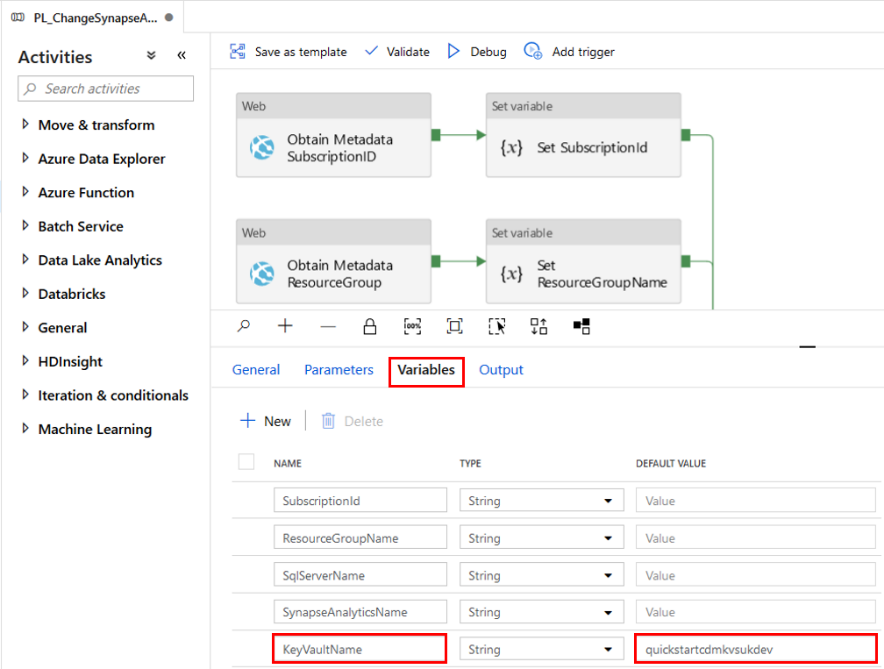 PL_ChangeSynapseA...
Activities
Search activities
Move & transform
Azure Data Explorer
Azure Function
Batch Service
Data Lake Analytics
Databricks
General
HDInsight
Iteration & conditionals
Machine Learning
Save as template Validate Debug Add trigger
Web
Obtain Metadata
SubscriptionID
Set variable
{x} Set SubscriptionId
Web
Obtain Metadata
ResourceGroup
Set variable
{x} Set
ResourceGroupName
100%
General Parameters Variables Output
New Delete
NAME TYPE DEFAULT VALUE
SubscriptionId String Value
ResourceGroupName String Value
SqlServerName String Value
SynapseAnalyticsName String Value
KeyVaultName String quickstartcdmkvsukdev